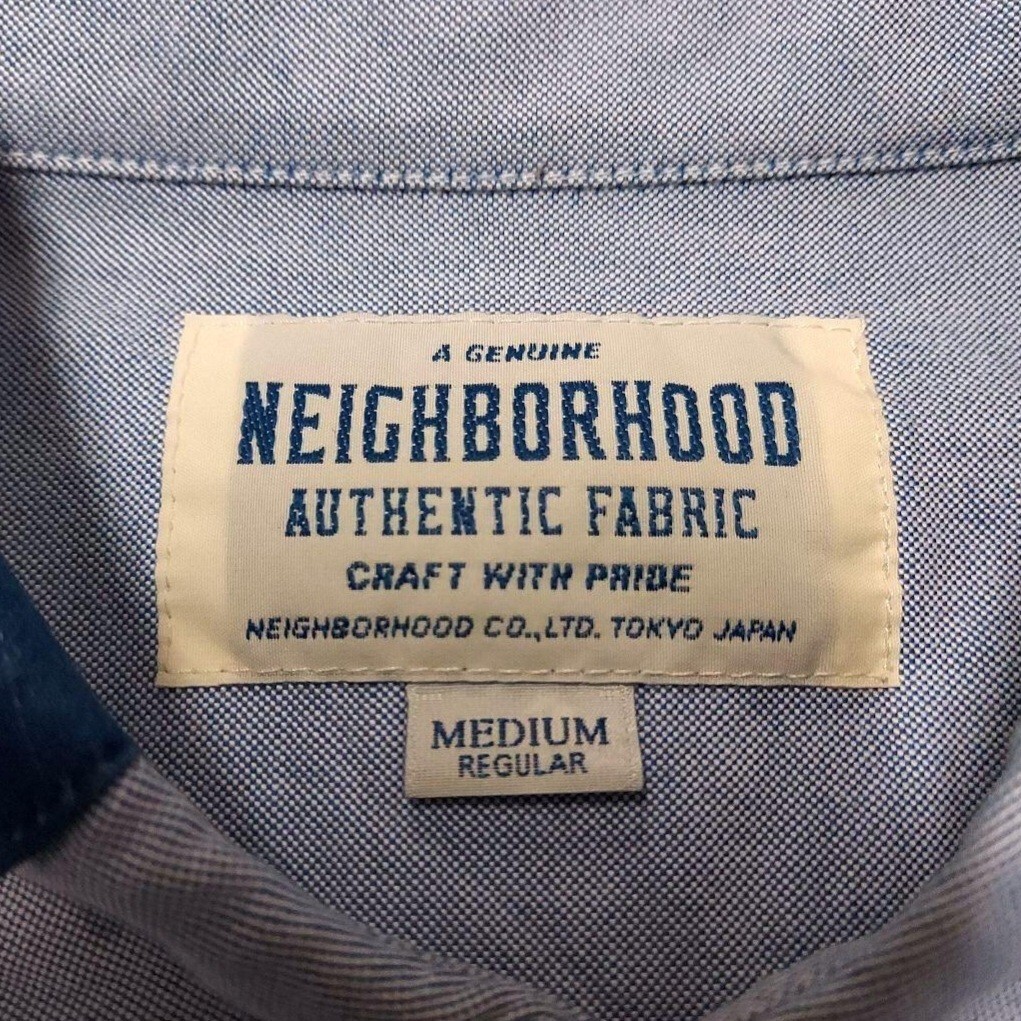 A GENUINE
NEIGHBORHOOD
AUTHENTIC FABRIC
CRAFT WITH PRIDE
NEIGHBORHOOD CO.,LTD. TOKYO JAPAN
MEDIUM
REGULAR